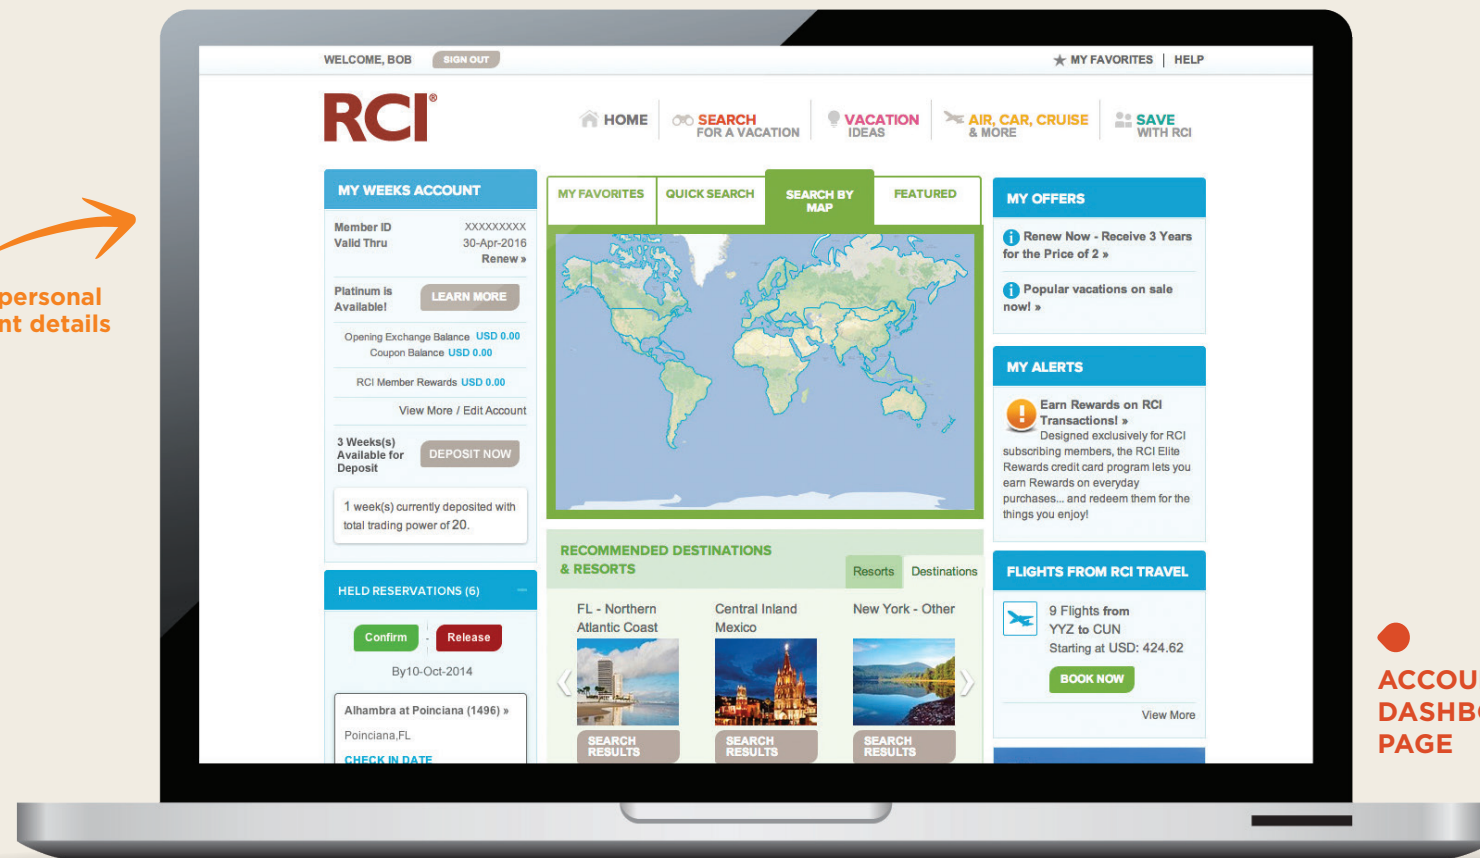 WELCOME, BOB
SIGN OUT
MY FAVORITES | HELP
RCI®
HOME
SEARCH
FOR A VACATION
VACATION
IDEAS
AIR, CAR, CRUISE
& MORE
SAVE
WITH RCI
personal
details
MY WEEKS ACCOUNT
Member ID XXXXXXXXX
Valid Thru 30-Apr-2016
Renew »
Platinum is
Available!
LEARN MORE
Opening Exchange Balance USD 0.00
Coupon Balance USD 0.00
RCI Member Rewards USD 0.00
View More / Edit Account
3 Weeks(s)
Available for
Deposit
DEPOSIT NOW
1 week(s) currently deposited with
total trading power of 20.
HELD RESERVATIONS (6)
Confirm
Release
By10-Oct-2014
Alhambra at Poinciana (1496) »
Poinciana,FL
CHECK IN DATE
MY FAVORITES
QUICK SEARCH
SEARCH BY
MAP
FEATURED
RECOMMENDED DESTINATIONS
& RESORTS
Resorts
Destinations
FL - Northern
Atlantic Coast
SEARCH
RESULTS
Central Inland
Mexico
SEARCH
RESULTS
New York - Other
SEARCH
RESULTS
MY OFFERS
Renew Now - Receive 3 Years
for the Price of 2 »
Popular vacations on sale
now! »
MY ALERTS
Earn Rewards on RCI
Transactions! »
Designed exclusively for RCI
subscribing members, the RCI Elite
Rewards credit card program lets you
earn Rewards on everyday
purchases... and redeem them for the
things you enjoy!
FLIGHTS FROM RCI TRAVEL
9 Flights from
YYZ to CUN
Starting at USD: 424.62
BOOK NOW
View More
ACCOU
DASHB
PAGE